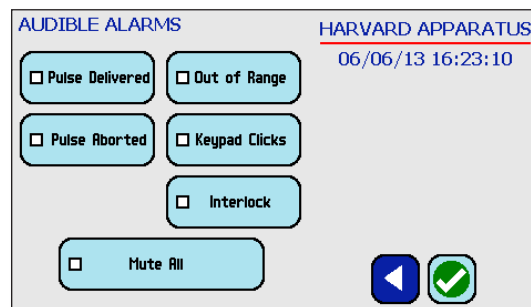 AUDIBLE ALARMS
HARVARD APPARATUS
06/06/13 16:23:10
Pulse Delivered
Out of Range
Pulse Aborted
Keypad Clicks
Interlock
Mute All